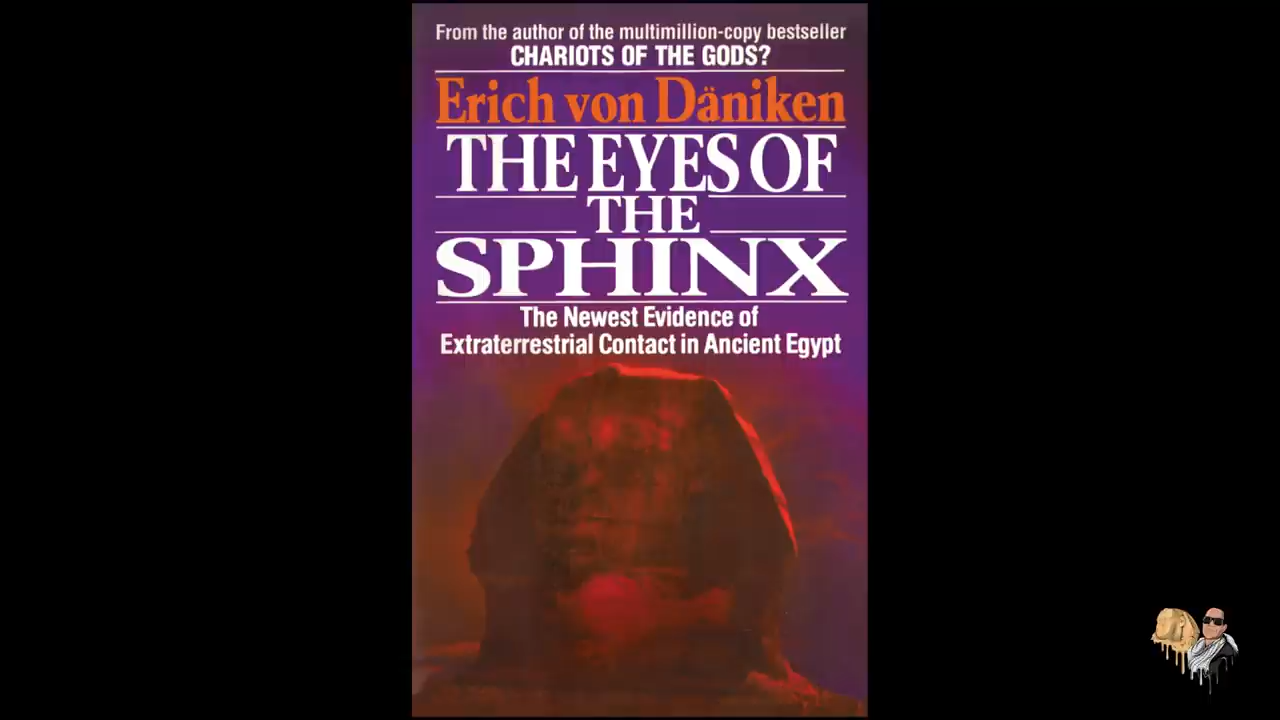 From the author of the multimillion-copy bestseller
CHARIOTS OF THE GODS?
Erich von Däniken
THE EYES OF
THE
SPHINX
The Newest Evidence of
Extraterrestrial Contact in Ancient Egypt